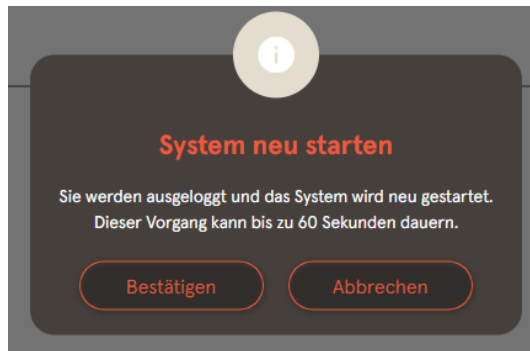 System neu starten
Sie werden ausgeloggt und das System wird neu gestartet.
Dieser Vorgang kann bis zu 60 Sekunden dauern.
Bestätigen
Abbrechen